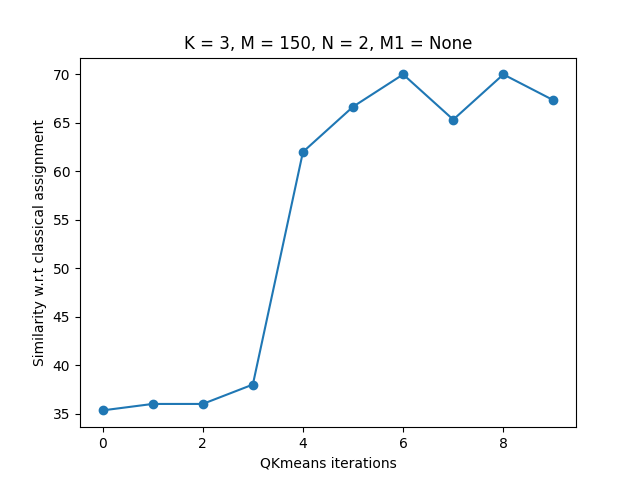 K = 3, M = 150, N = 2, M1 = None
70
65
60
55
50
45
40
35
Similarity w.r.t classical assignment
0 2 4 6 8
QKmeans iterations